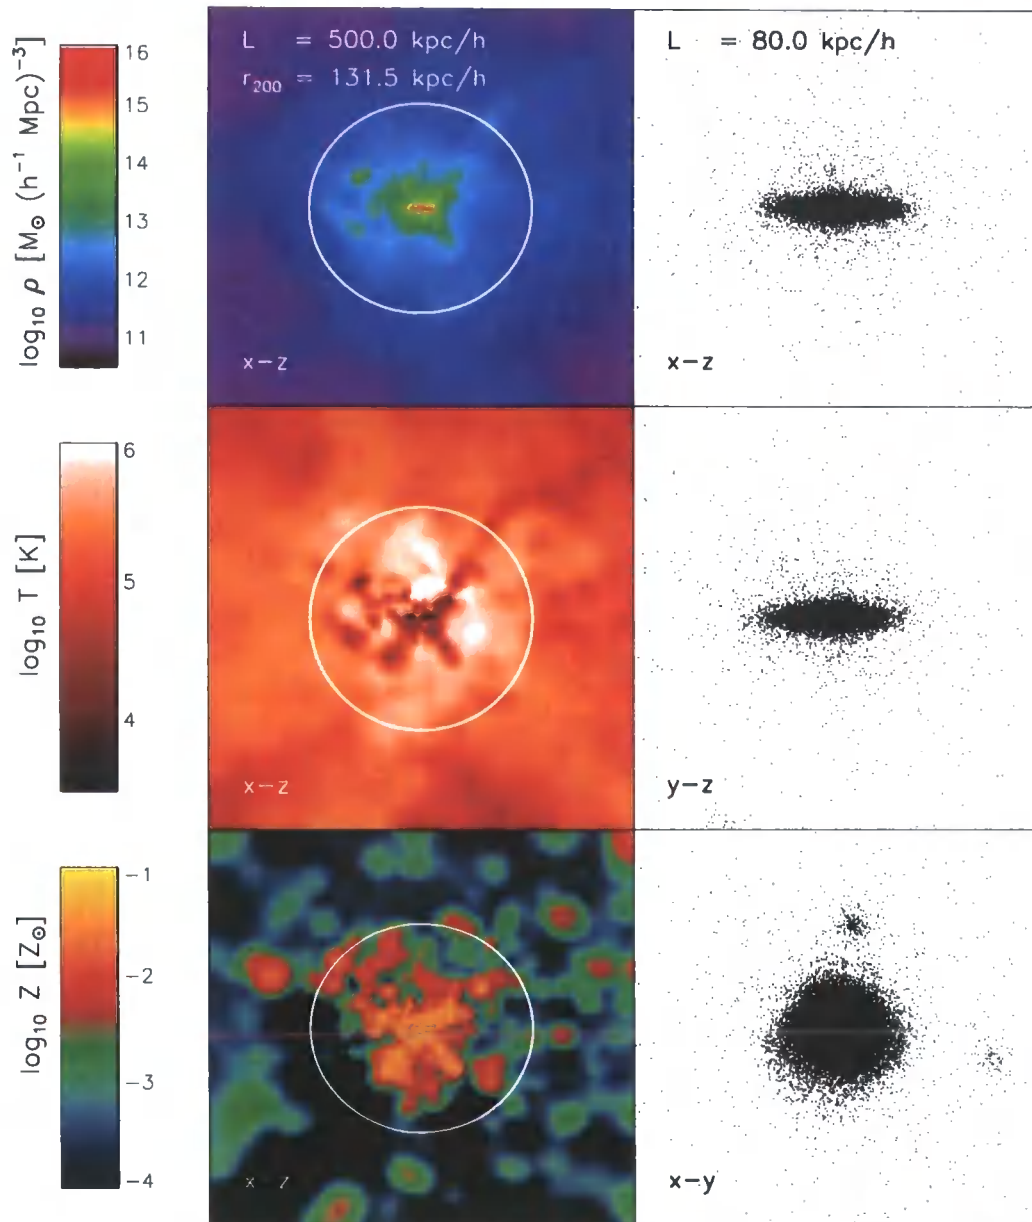 log₁₀ ρ [M⊙ (h⁻¹ Mpc)⁻³]
16
15
14
13
12
11
L = 500.0 kpc/h
r₂₀₀ = 131.5 kpc/h
x-z
L = 80.0 kpc/h
x-z
log₁₀ T [K]
6
5
4
x-z
y-z
log₁₀ Z [Z⊙]
-1
-2
-3
-4
x-z
x-y